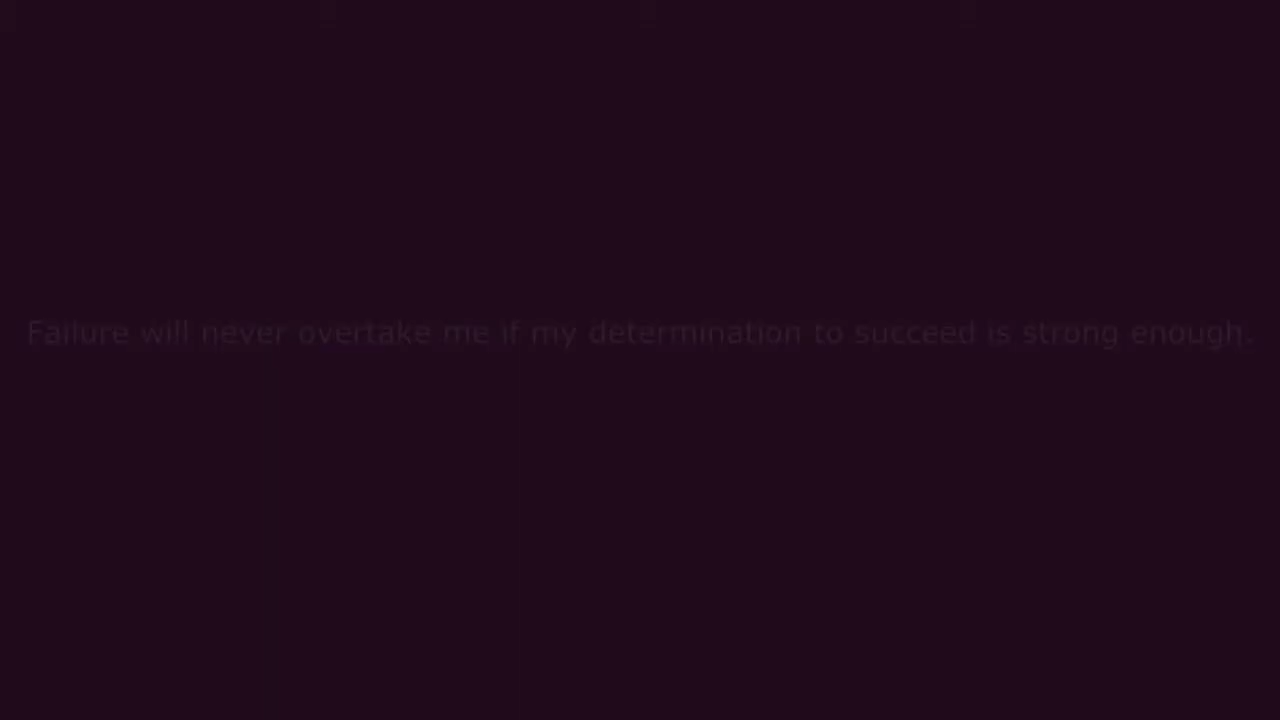 Failure will never overtake me if my determination to succeed is strong enough.